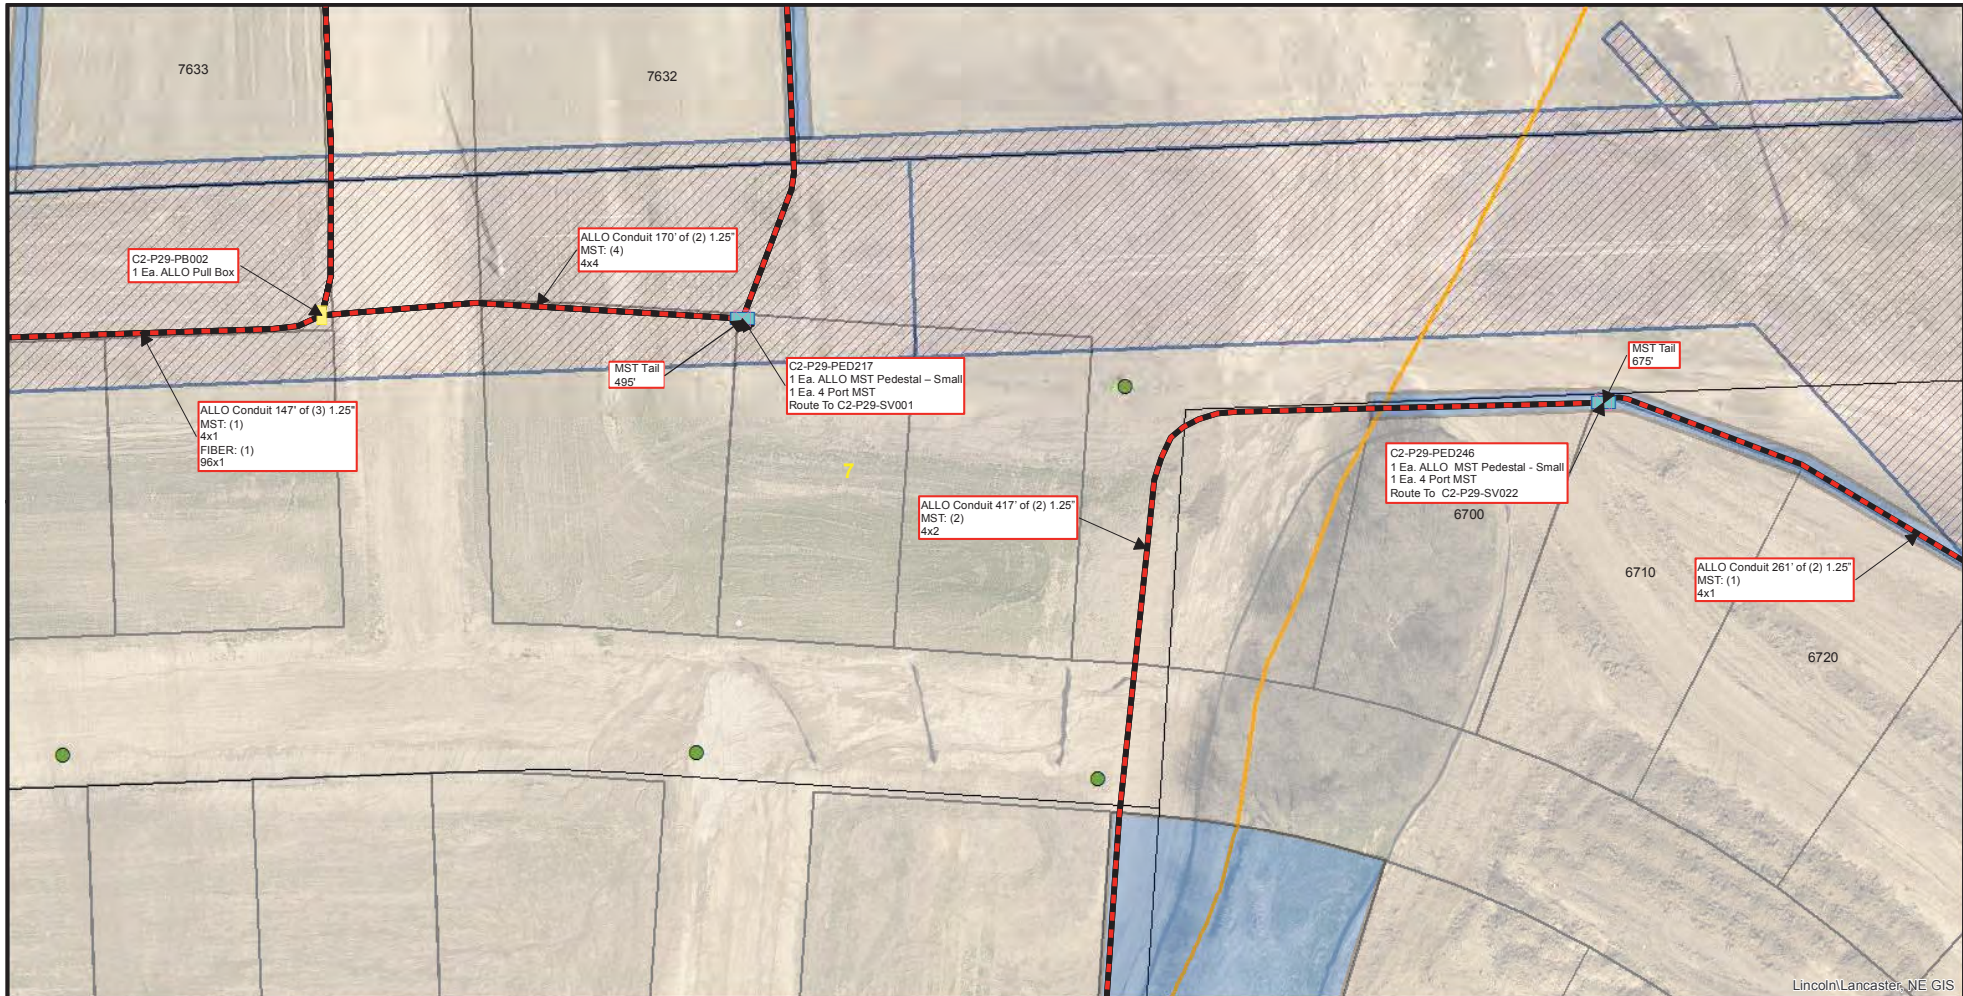 7633
7632
C2-P29-PB002
1 Ea. ALLO Pull Box
ALLO Conduit 170' of (2) 1.25"
MST: (4)
4x4
MST Tail
495'
C2-P29-PED217
1 Ea. ALLO MST Pedestal – Small
1 Ea. 4 Port MST
Route To C2-P29-SV001
MST Tail
675'
ALLO Conduit 147' of (3) 1.25"
MST: (1)
4x1
FIBER: (1)
96x1
7
C2-P29-PED246
1 Ea. ALLO  MST Pedestal - Small
1 Ea. 4 Port MST
Route To  C2-P29-SV022
ALLO Conduit 417' of (2) 1.25"
MST: (2)
4x2
6700
6710
ALLO Conduit 261' of (2) 1.25"
MST: (1)
4x1
6720
Lincoln\Lancaster, NE GIS